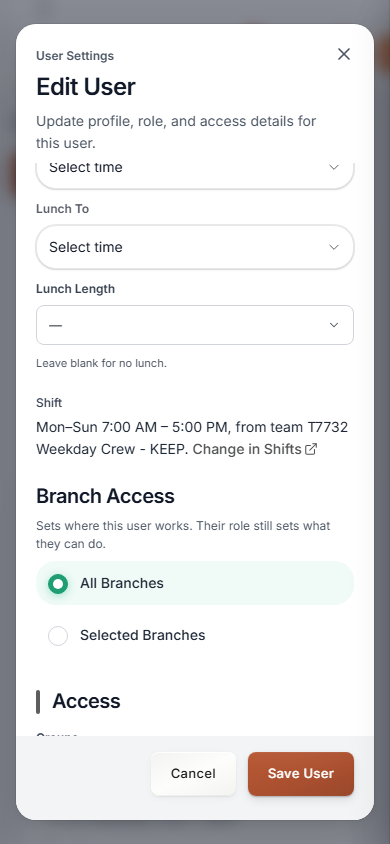 User Settings
Edit User
Update profile, role, and access details for
this user.
Select time
Lunch To
Select time
Lunch Length
—
Leave blank for no lunch.
Shift
Mon–Sun 7:00 AM – 5:00 PM, from team T7732
Weekday Crew - KEEP. Change in Shifts
Branch Access
Sets where this user works. Their role still sets what
they can do.
All Branches
Selected Branches
Access
Cancel
Save User